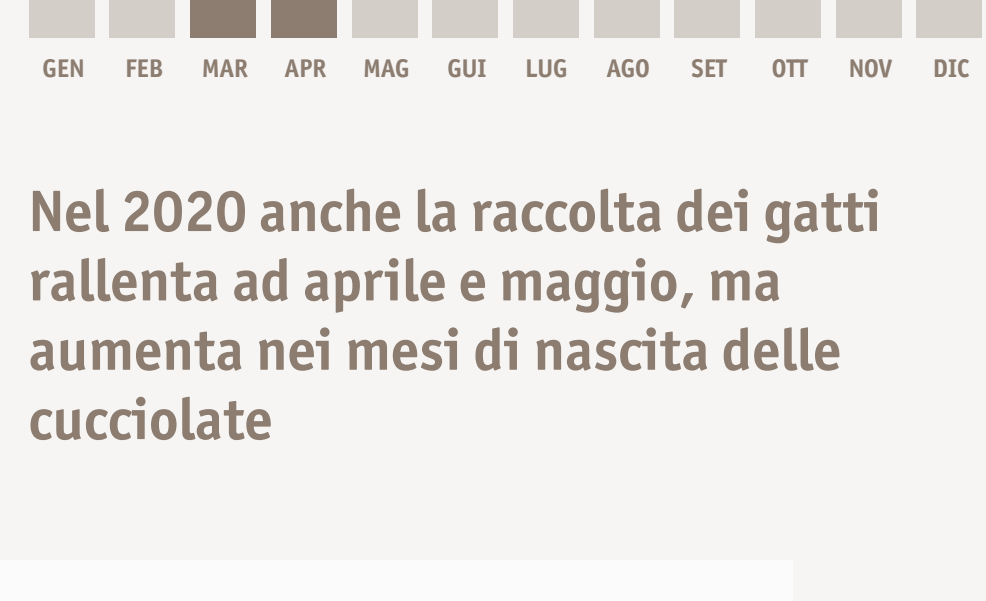 GEN FEB MAR APR MAG GUI LUG AGO SET OTT NOV DIC
Nel 2020 anche la raccolta dei gatti
rallenta ad aprile e maggio, ma
aumenta nei mesi di nascita delle
cucciolate